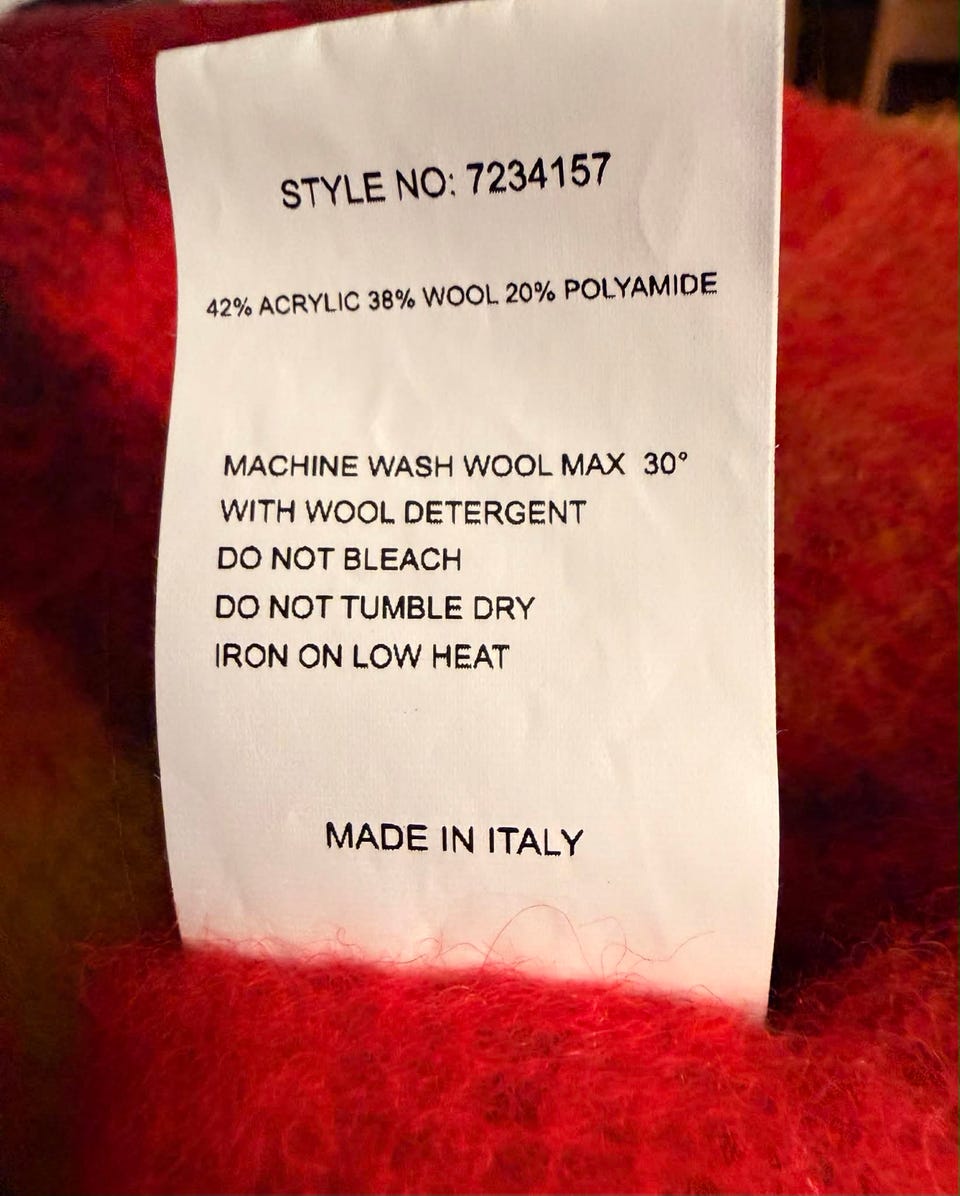 STYLE NO: 7234157
42% ACRYLIC 38% WOOL 20% POLYAMIDE
MACHINE WASH WOOL MAX 30°
WITH WOOL DETERGENT
DO NOT BLEACH
DO NOT TUMBLE DRY
IRON ON LOW HEAT
MADE IN ITALY